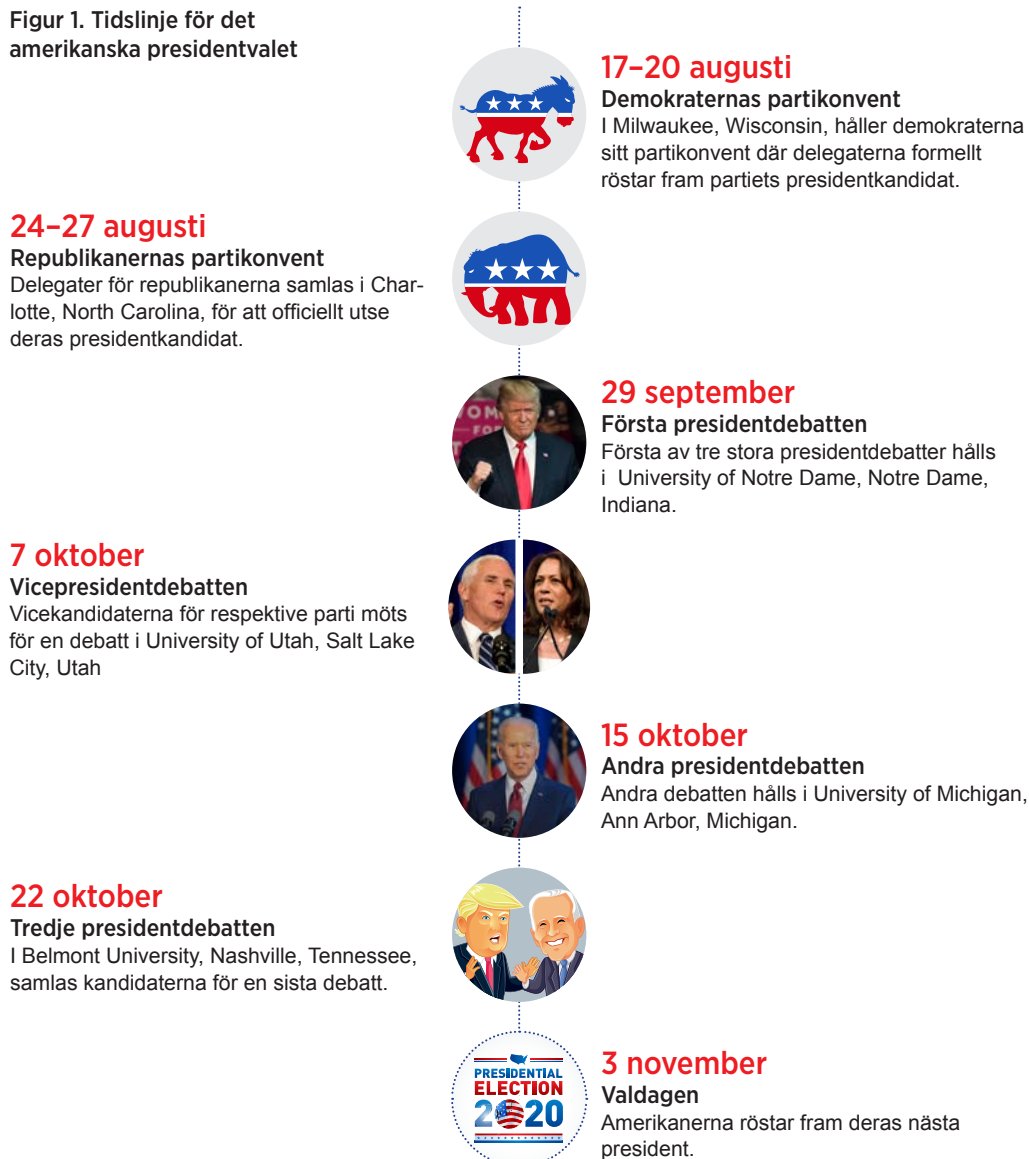 Figur 1. Tidslinje för det
amerikanska presidentvalet
17–20 augusti
Demokraternas partikonvent
I Milwaukee, Wisconsin, håller demokraterna
sitt partikonvent där delegaterna formellt
röstar fram partiets presidentkandidat.
24–27 augusti
Republikanernas partikonvent
Delegater för republikanerna samlas i Char-
lotte, North Carolina, för att officiellt utse
deras presidentkandidat.
29 september
Första presidentdebatten
Första av tre stora presidentdebatter hålls
i University of Notre Dame, Notre Dame,
Indiana.
7 oktober
Vicepresidentdebatten
Vicekandidaterna för respektive parti möts
för en debatt i University of Utah, Salt Lake
City, Utah
15 oktober
Andra presidentdebatten
Andra debatten hålls i University of Michigan,
Ann Arbor, Michigan.
22 oktober
Tredje presidentdebatten
I Belmont University, Nashville, Tennessee,
samlas kandidaterna för en sista debatt.
PRESIDENTIAL
ELECTION
2020
3 november
Valdagen
Amerikanerna röstar fram deras nästa
president.